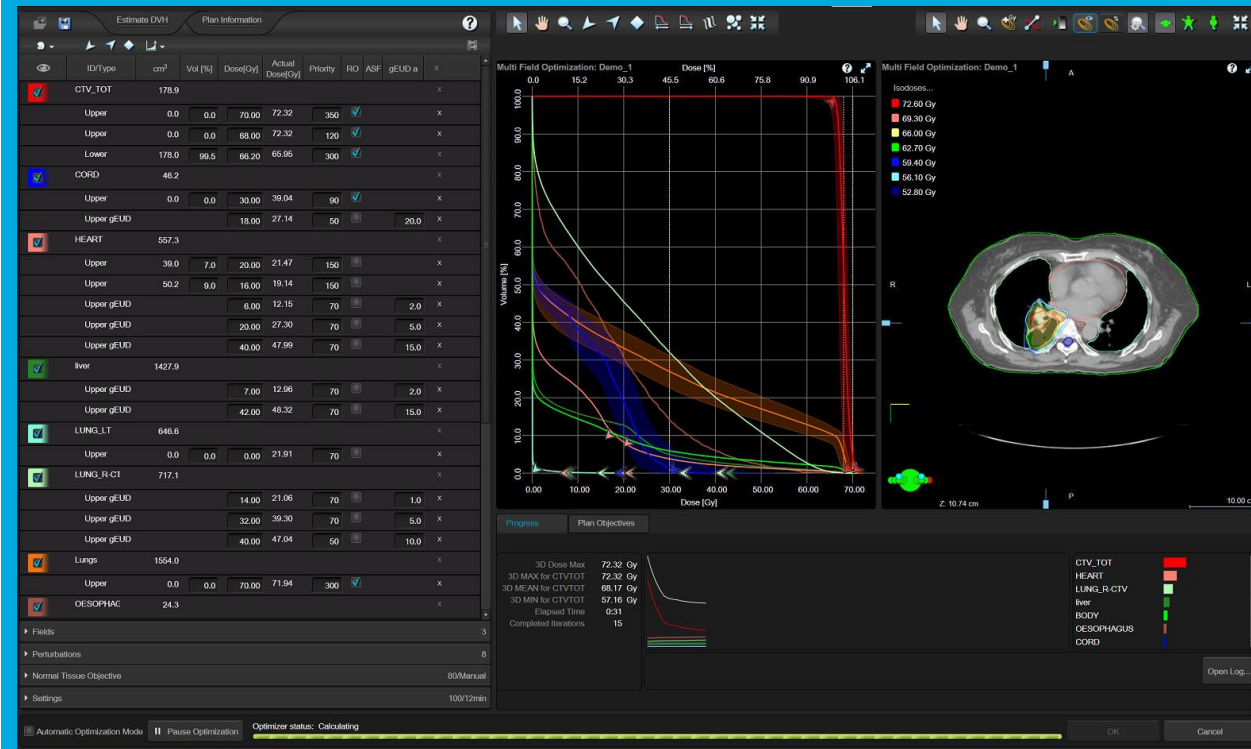 Estimate DVH Plan Information
ID/Type cm³ Vol [%] Dose[Gy] Actual Dose[Gy] Priority RO ASF gEUD a X
CTV_TOT 178.9 X
Upper 0.0 0.0 70.00 72.32 350 X
Upper 0.0 0.0 68.00 72.32 120 X
Lower 178.0 99.5 66.20 65.95 300 X
CORD 46.2 X
Upper 0.0 0.0 30.00 39.04 90 X
Upper gEUD 18.00 27.14 50 20.0 X
HEART 557.3 X
Upper 39.0 7.0 20.00 21.47 150 X
Upper 50.2 9.0 16.00 19.14 150 X
Upper gEUD 6.00 12.15 70 2.0 X
Upper gEUD 20.00 27.30 70 5.0 X
Upper gEUD 40.00 47.99 70 15.0 X
liver 1427.9 X
Upper gEUD 7.00 12.96 70 2.0 X
Upper gEUD 42.00 48.32 70 15.0 X
LUNG_LT 646.6 X
Upper 0.0 0.0 0.00 21.91 70 X
LUNG_R-CT 717.1 X
Upper gEUD 14.00 21.06 70 1.0 X
Upper gEUD 32.00 39.30 70 5.0 X
Upper gEUD 40.00 47.04 50 10.0 X
Lungs 1554.0 X
Upper 0.0 0.0 70.00 71.94 300 X
OESOPHAG 24.3 X
Fields 3
Perturbations 8
Normal Tissue Objective 80/Manual
Settings 100/12min
Automatic Optimization Mode Pause Optimization Optimizer status: Calculating OK Cancel
Multi Field Optimization: Demo_1 Dose [%]
0.0 15.2 30.3 45.5 60.6 75.8 90.9 106.1
100.0
90.0
80.0
70.0
60.0
Volume [%]
50.0
40.0
30.0
20.0
10.0
0.0
0.00 10.00 20.00 30.00 40.00 50.00 60.00 70.00
Dose [Gy]
Multi Field Optimization: Demo_1 A
Isodoses...
72.60 Gy
69.30 Gy
66.00 Gy
62.70 Gy
59.40 Gy
56.10 Gy
52.80 Gy
R L
P
Z: 10.74 cm 10.00 c
Progress Plan Objectives
3D Dose Max 72.32 Gy
3D MAX for CTVTOT 72.32 Gy
3D MEAN for CTVTOT 68.17 Gy
3D MIN for CTVTOT 57.16 Gy
Elapsed Time 0:31
Completed Iterations 15
CTV_TOT
HEART
LUNG_R-CTV
liver
BODY
OESOPHAGUS
CORD
Open Log...